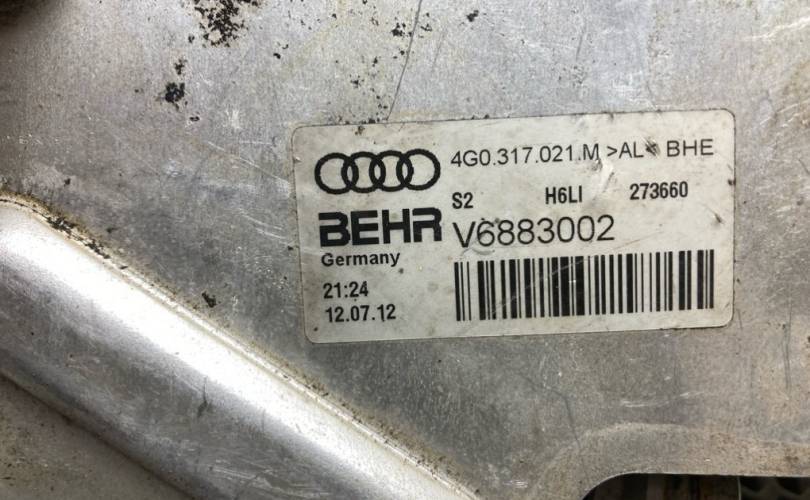 4G0.317.021.M >AL< BHE
S2 H6LI 273660
BEHR V6883002
Germany
21:24
12.07.12